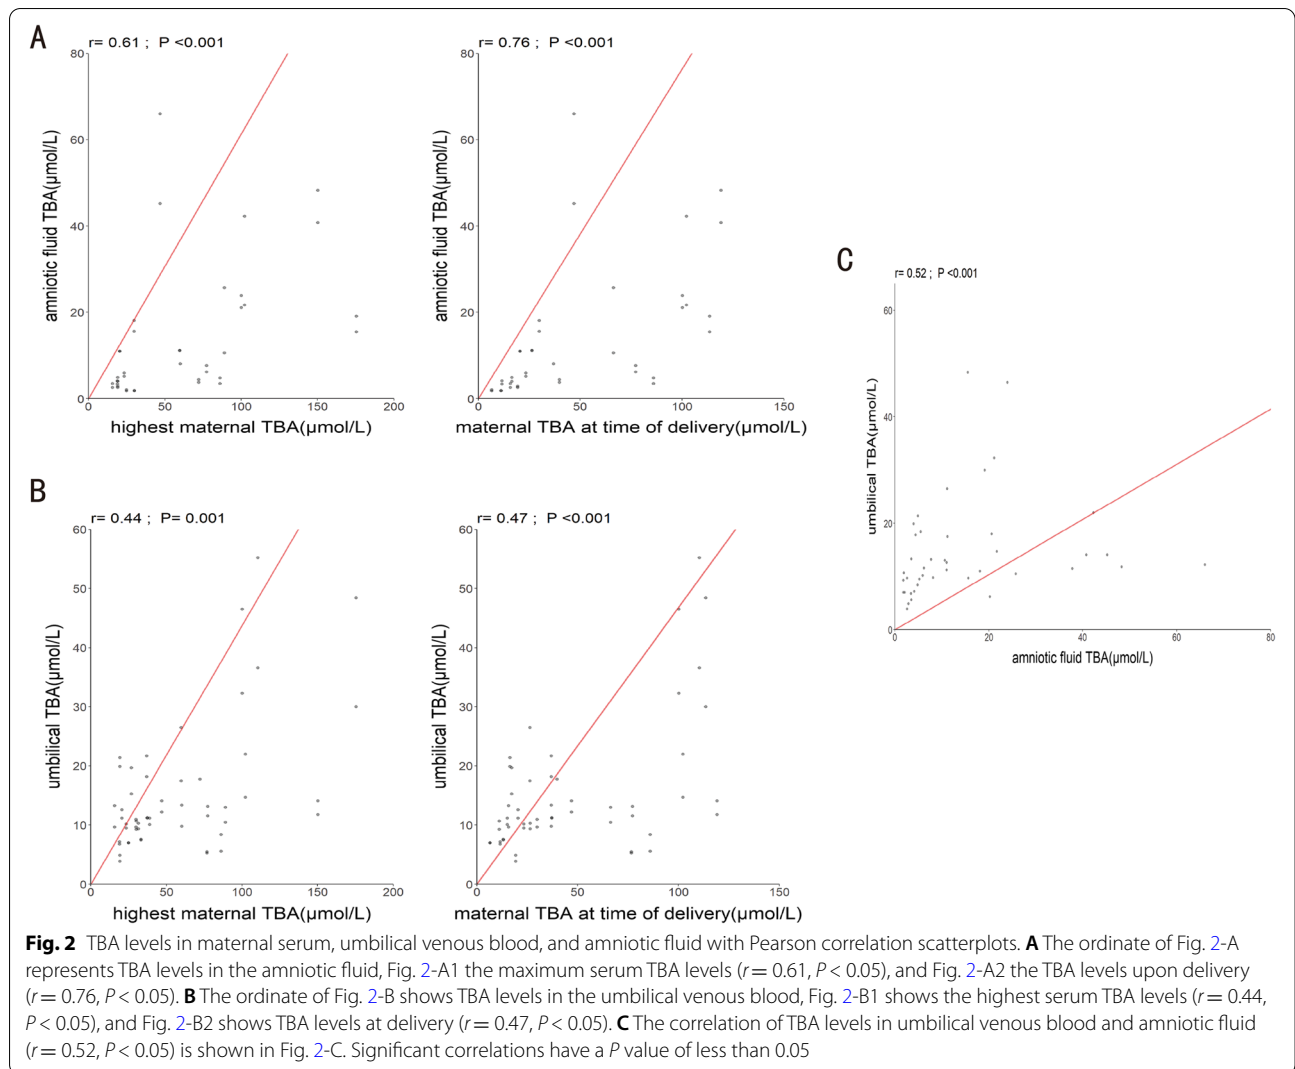 A
r= 0.61 ; P <0.001
80
60
40
20
0
amniotic fluid TBA(μmol/L)
0 50 100 150 200
highest maternal TBA(μmol/L)
r= 0.76 ; P <0.001
80
60
40
20
0
amniotic fluid TBA(μmol/L)
0 50 100 150
maternal TBA at time of delivery(μmol/L)
B
r= 0.44 ; P= 0.001
60
50
40
30
20
10
0
umbilical TBA(μmol/L)
0 50 100 150 200
highest maternal TBA(μmol/L)
r= 0.47 ; P <0.001
60
50
40
30
20
10
0
umbilical TBA(μmol/L)
0 50 100 150
maternal TBA at time of delivery(μmol/L)
C
r= 0.52 ; P <0.001
60
40
20
0
umbilical TBA(μmol/L)
0 20 40 60 80
amniotic fluid TBA(μmol/L)
Fig. 2 TBA levels in maternal serum, umbilical venous blood, and amniotic fluid with Pearson correlation scatterplots. A The ordinate of Fig. 2-A
represents TBA levels in the amniotic fluid, Fig. 2-A1 the maximum serum TBA levels (r = 0.61, P < 0.05), and Fig. 2-A2 the TBA levels upon delivery
(r = 0.76, P < 0.05). B The ordinate of Fig. 2-B shows TBA levels in the umbilical venous blood, Fig. 2-B1 shows the highest serum TBA levels (r = 0.44,
P < 0.05), and Fig. 2-B2 shows TBA levels at delivery (r = 0.47, P < 0.05). C The correlation of TBA levels in umbilical venous blood and amniotic fluid
(r = 0.52, P < 0.05) is shown in Fig. 2-C. Significant correlations have a P value of less than 0.05